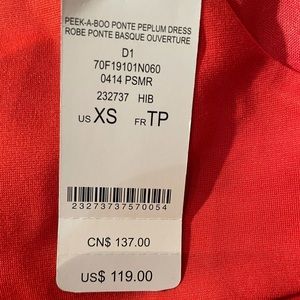 PEEK-A-BOO PONTE PEPLUM DRESS
ROBE PONTE BASQUE OUVERTURE
D1
70F19101N060
0414 PSMR
232737 HIB
US XS FR TP
23273737570054
CN$ 137.00
US$ 119.00